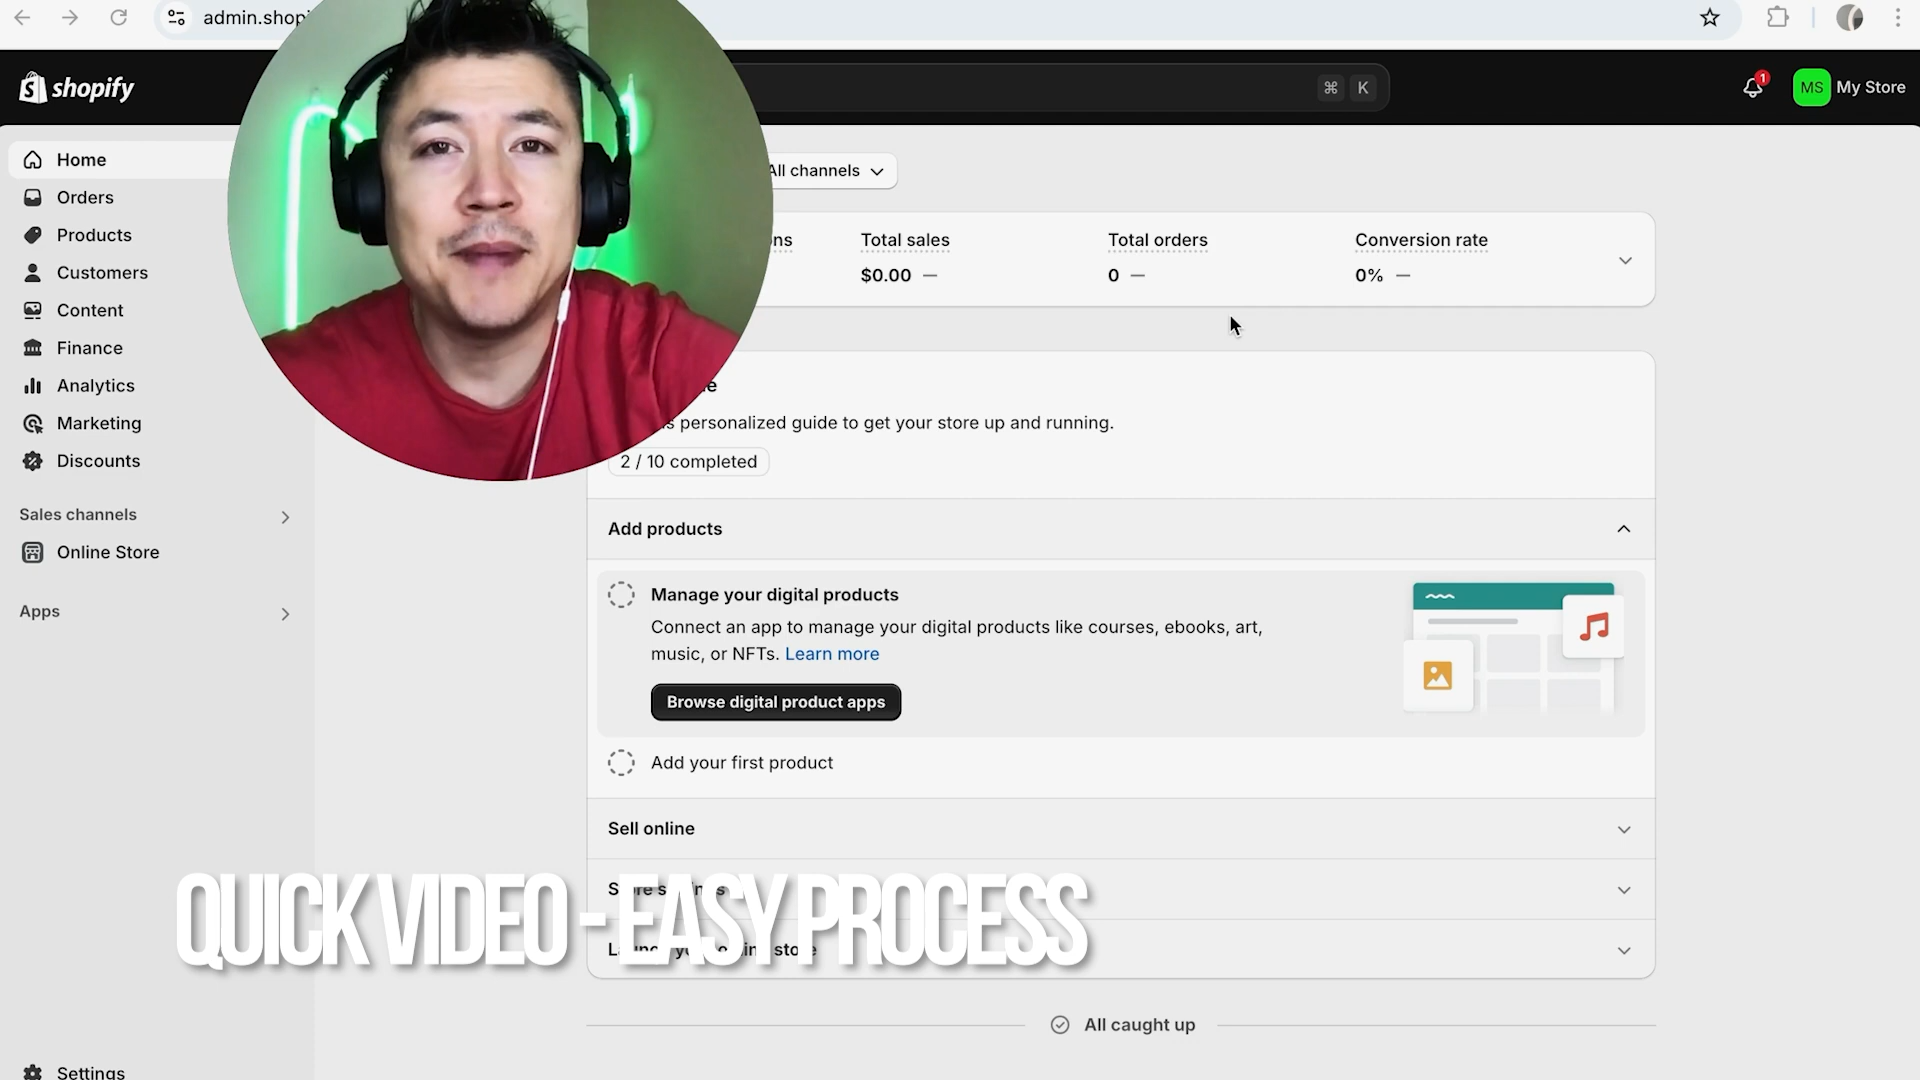 admin.shopi
shopify
⌘ K
1
MS My Store
Home
Orders
Products
Customers
Content
Finance
Analytics
Marketing
Discounts
Sales channels
Online Store
Apps
Settings
All channels
Total sales
$0.00 —
Total orders
0 —
Conversion rate
0% —
personalized guide to get your store up and running.
2 / 10 completed
Add products
Manage your digital products
Connect an app to manage your digital products like courses, ebooks, art,
music, or NFTs. Learn more
Browse digital product apps
Add your first product
Sell online
QUICK VIDEO - EASY PROCESS
All caught up